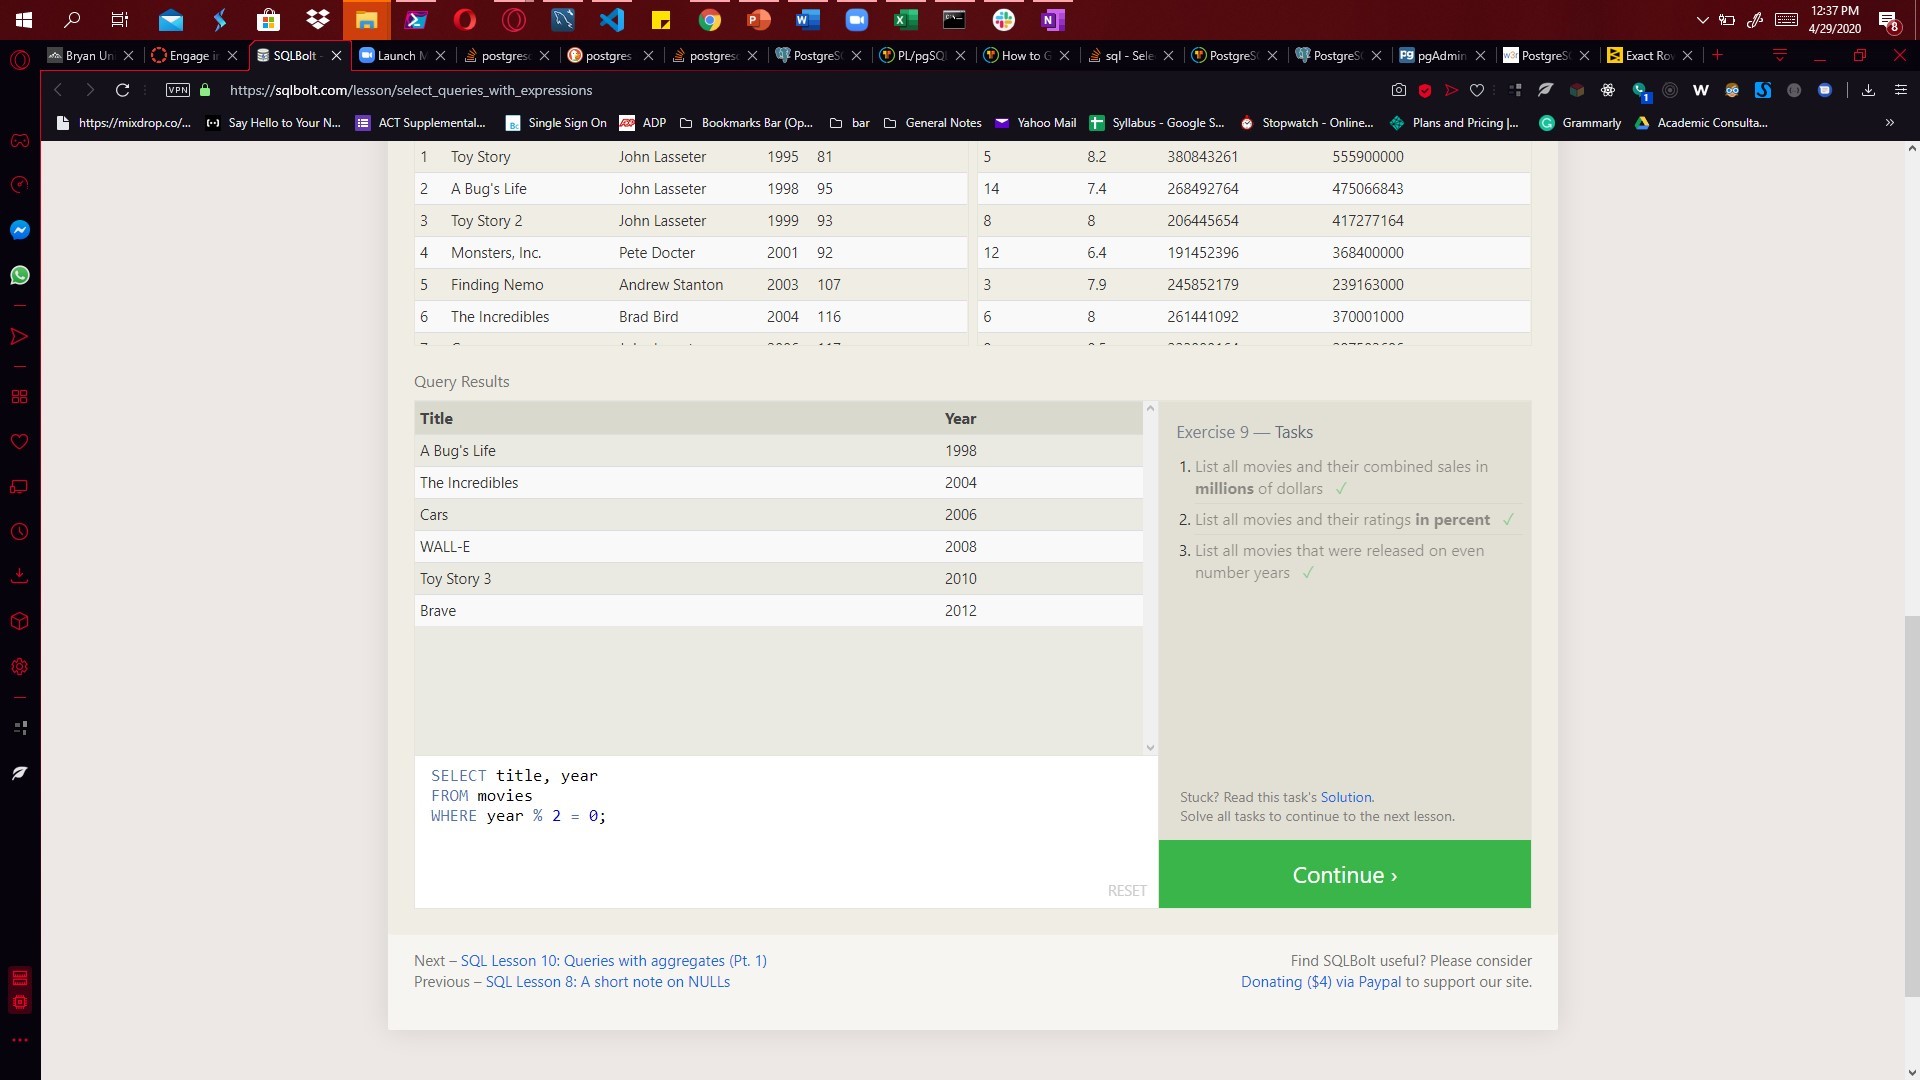 12:37 PM
4/29/2020
8
Bryan Un
Engage in
SQLBolt -
Launch M
postgres
postgres
postgres
PostgreS
PL/pgSQL
How to G
sql - Sele
PostgreS
PostgreS
pgAdmin
PostgreS
Exact Ro
VPN
https://sqlbolt.com/lesson/select_queries_with_expressions
https://mixdrop.co/...
Say Hello to Your N...
ACT Supplemental...
Single Sign On
ADP
Bookmarks Bar (Op...
bar
General Notes
Yahoo Mail
Syllabus - Google S...
Stopwatch - Online...
Plans and Pricing |...
Grammarly
Academic Consulta...
1 Toy Story John Lasseter 1995 81 5 8.2 380843261 555900000
2 A Bug's Life John Lasseter 1998 95 14 7.4 268492764 475066843
3 Toy Story 2 John Lasseter 1999 93 8 8 206445654 417277164
4 Monsters, Inc. Pete Docter 2001 92 12 6.4 191452396 368400000
5 Finding Nemo Andrew Stanton 2003 107 3 7.9 245852179 239163000
6 The Incredibles Brad Bird 2004 116 6 8 261441092 370001000
Query Results
Title Year
A Bug's Life 1998
The Incredibles 2004
Cars 2006
WALL-E 2008
Toy Story 3 2010
Brave 2012
SELECT title, year
FROM movies
WHERE year % 2 = 0;
RESET
Exercise 9 — Tasks
1. List all movies and their combined sales in
millions of dollars ✓
2. List all movies and their ratings in percent ✓
3. List all movies that were released on even
number years ✓
Stuck? Read this task's Solution.
Solve all tasks to continue to the next lesson.
Continue ›
Next – SQL Lesson 10: Queries with aggregates (Pt. 1)
Previous – SQL Lesson 8: A short note on NULLs
Find SQLBolt useful? Please consider
Donating ($4) via Paypal to support our site.